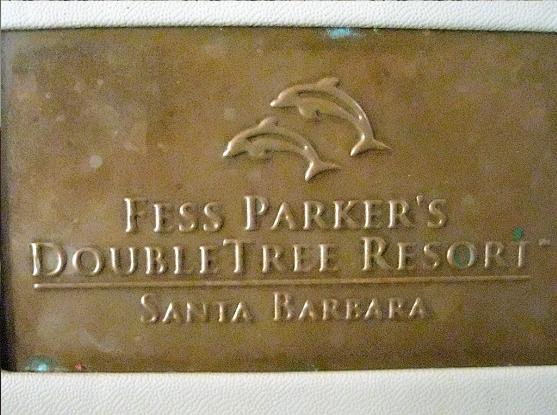 Fess Parker's
DoubleTree Resort™
Santa Barbara